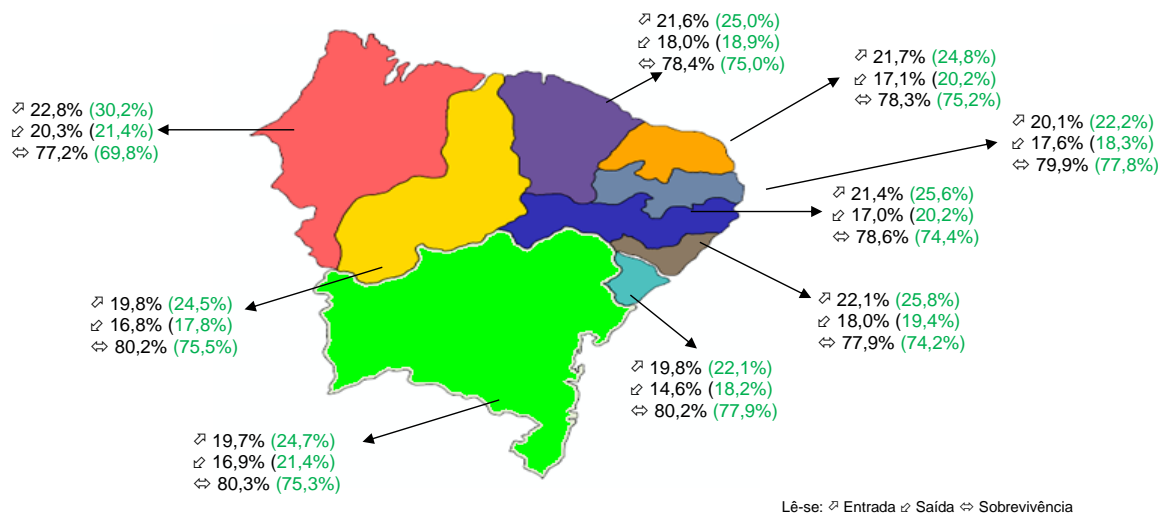 ⬀ 21,6% (25,0%)
⬃ 18,0% (18,9%)
⬄ 78,4% (75,0%)
⬀ 21,7% (24,8%)
⬃ 17,1% (20,2%)
⬄ 78,3% (75,2%)
⬀ 22,8% (30,2%)
⬃ 20,3% (21,4%)
⬄ 77,2% (69,8%)
⬀ 20,1% (22,2%)
⬃ 17,6% (18,3%)
⬄ 79,9% (77,8%)
⬀ 21,4% (25,6%)
⬃ 17,0% (20,2%)
⬄ 78,6% (74,4%)
⬀ 19,8% (24,5%)
⬃ 16,8% (17,8%)
⬄ 80,2% (75,5%)
⬀ 22,1% (25,8%)
⬃ 18,0% (19,4%)
⬄ 77,9% (74,2%)
⬀ 19,8% (22,1%)
⬃ 14,6% (18,2%)
⬄ 80,2% (77,9%)
⬀ 19,7% (24,7%)
⬃ 16,9% (21,4%)
⬄ 80,3% (75,3%)
Lê-se: ⬀ Entrada ⬃ Saída ⬄ Sobrevivência